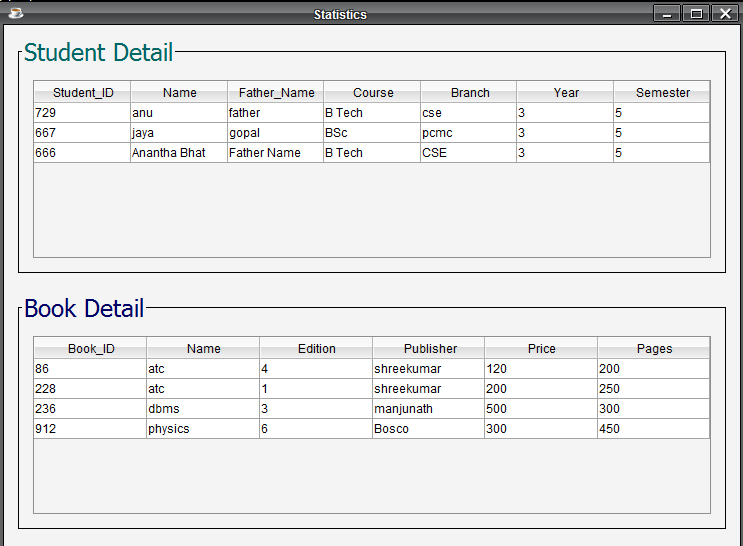 Statistics
Student Detail
Student_ID Name Father_Name Course Branch Year Semester
729 anu father B Tech cse 3 5
667 jaya gopal BSc pcmc 3 5
666 Anantha Bhat Father Name B Tech CSE 3 5
Book Detail
Book_ID Name Edition Publisher Price Pages
86 atc 4 shreekumar 120 200
228 atc 1 shreekumar 200 250
236 dbms 3 manjunath 500 300
912 physics 6 Bosco 300 450